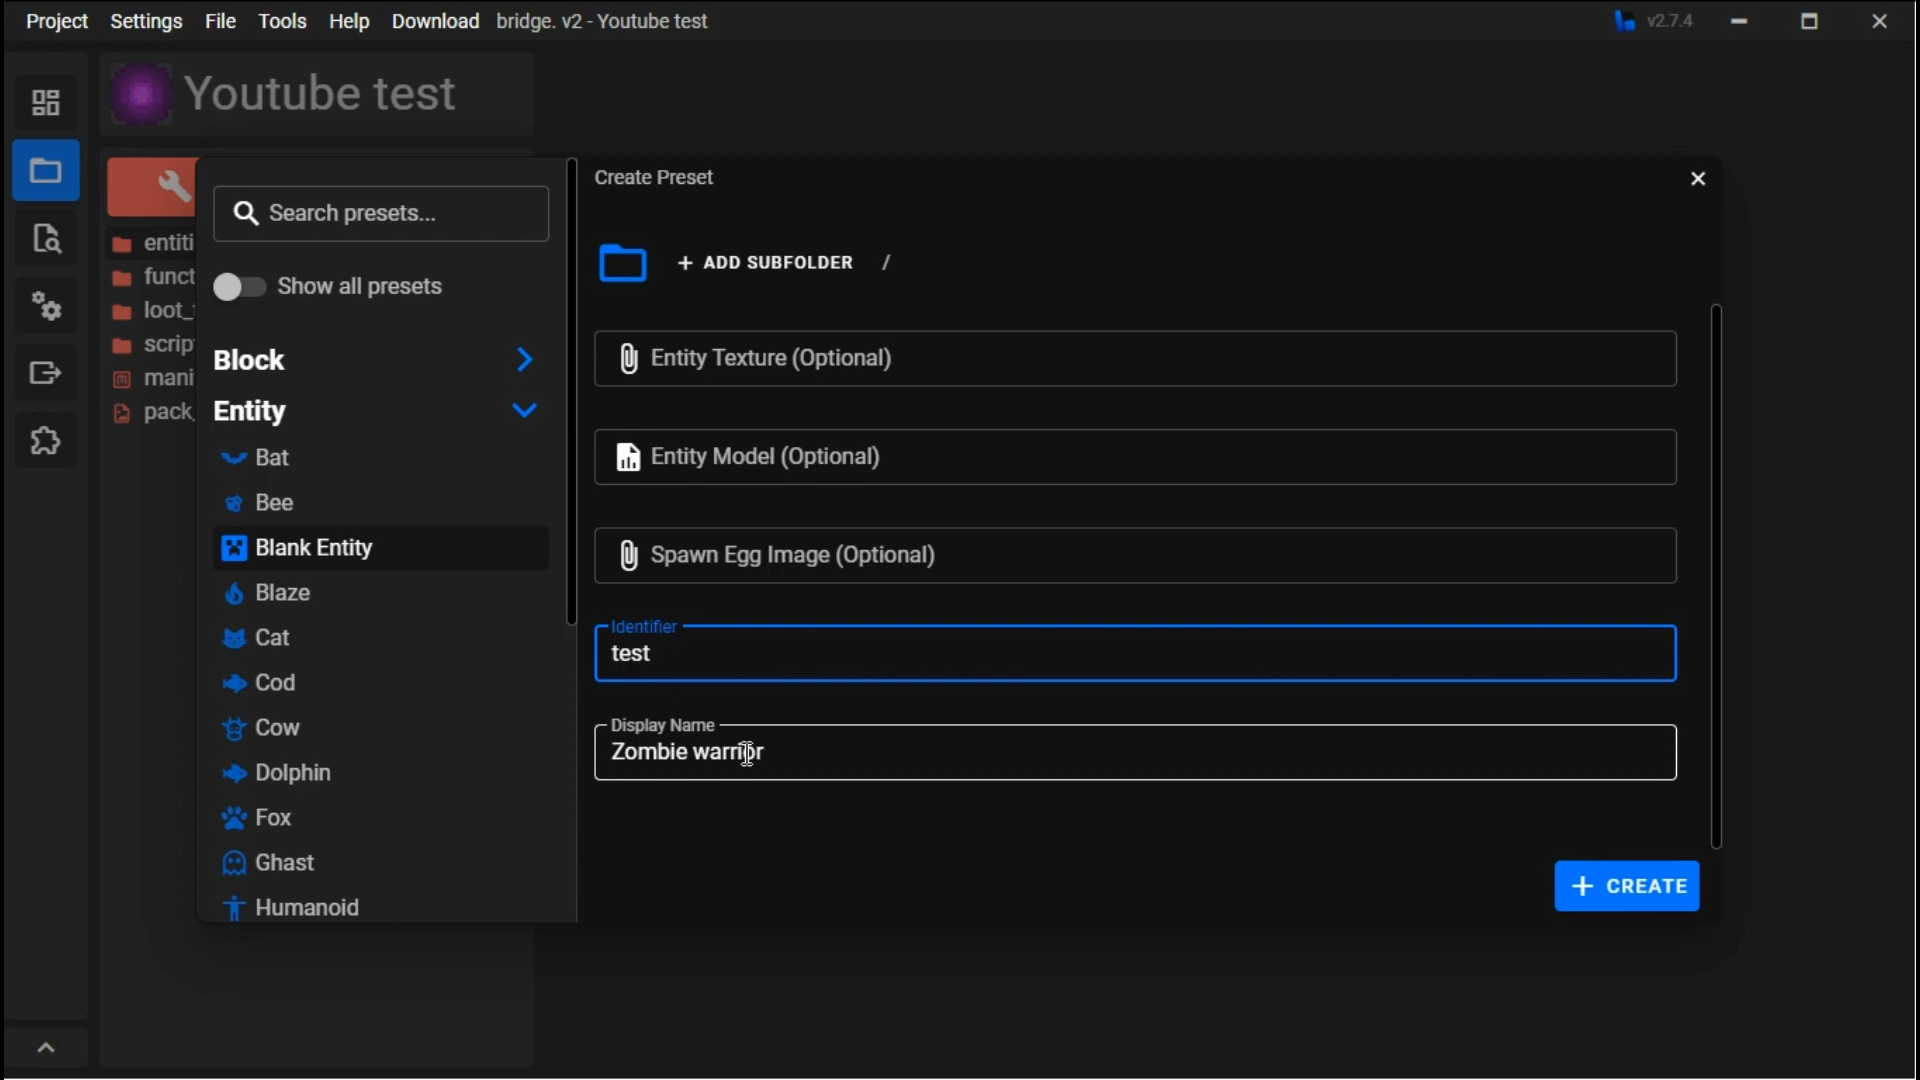 Project Settings File Tools Help Download bridge. v2 - Youtube test v2.7.4
Youtube test
entiti
funct
loot_
scrip
mani
pack_
Search presets...
Show all presets
Block
Entity
Bat
Bee
Blank Entity
Blaze
Cat
Cod
Cow
Dolphin
Fox
Ghast
Humanoid
Create Preset
+ ADD SUBFOLDER /
Entity Texture (Optional)
Entity Model (Optional)
Spawn Egg Image (Optional)
Identifier
test
Display Name
Zombie warrior
+ CREATE